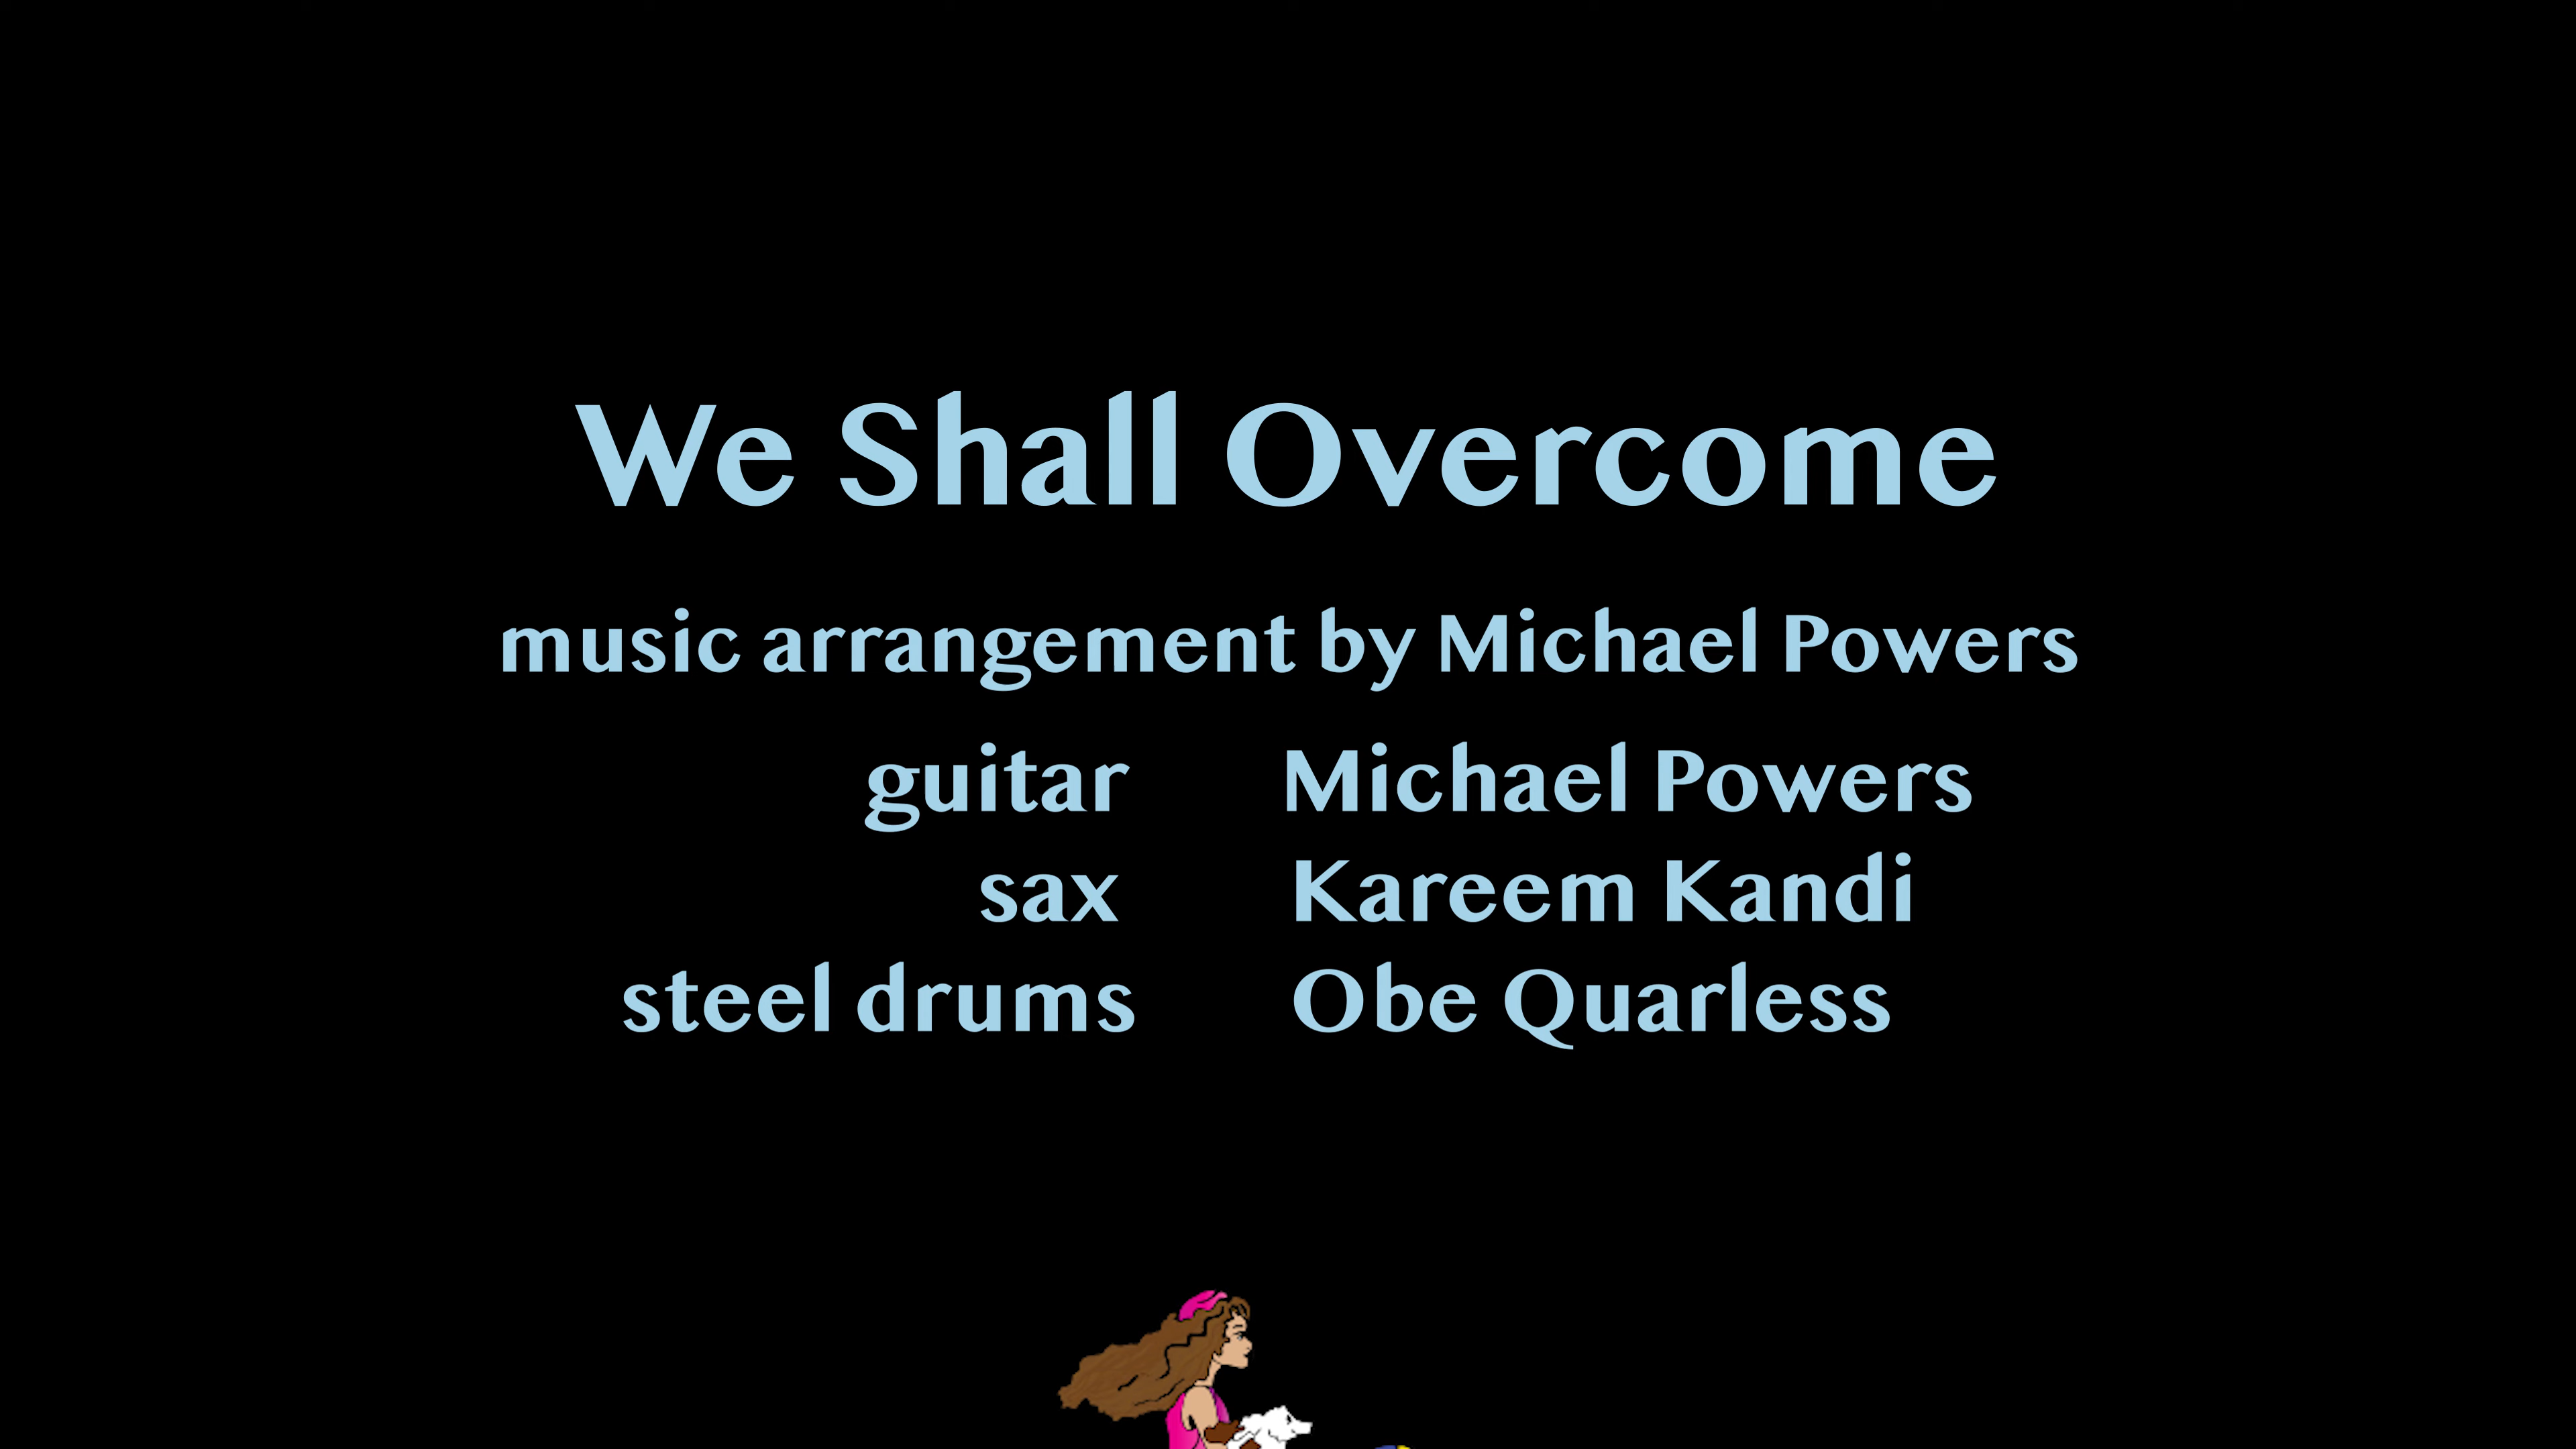 We Shall Overcome
music arrangement by Michael Powers
guitar Michael Powers
sax Kareem Kandi
steel drums Obe Quarless